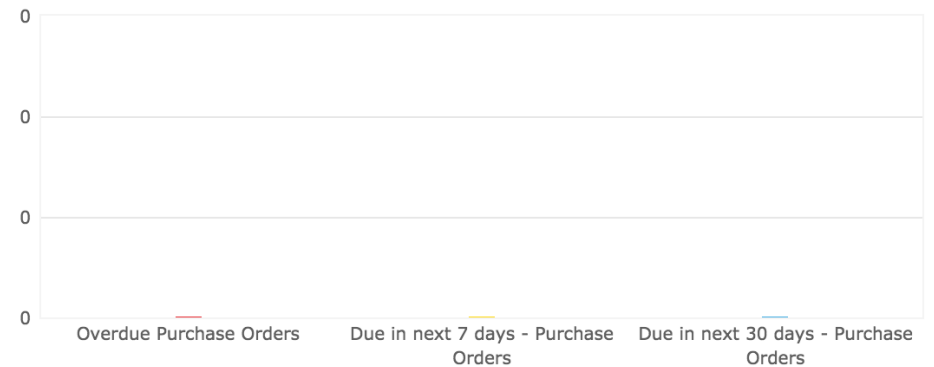 0
0
0
0
Overdue Purchase Orders
Due in next 7 days - Purchase
Orders
Due in next 30 days - Purchase
Orders